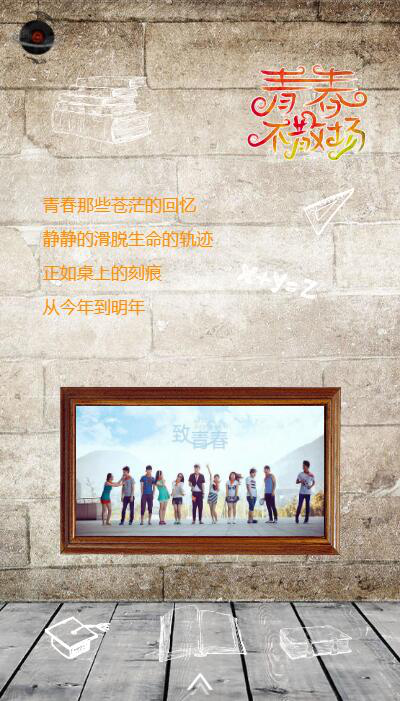 青春
不散场
青春那些苍茫的回忆
静静的滑脱生命的轨迹
正如桌上的刻痕
从今年到明年
x+y=z
致青春